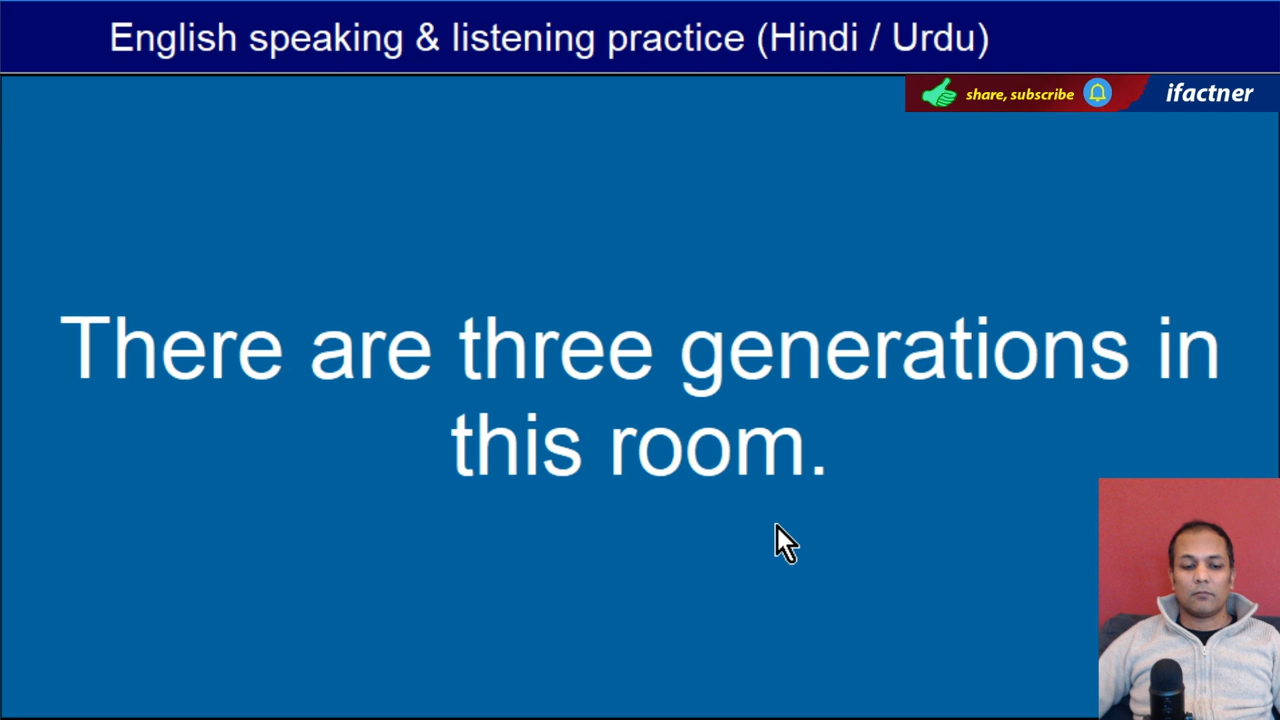 English speaking & listening practice (Hindi / Urdu)
share, subscribe
ifactner
There are three generations in
this room.